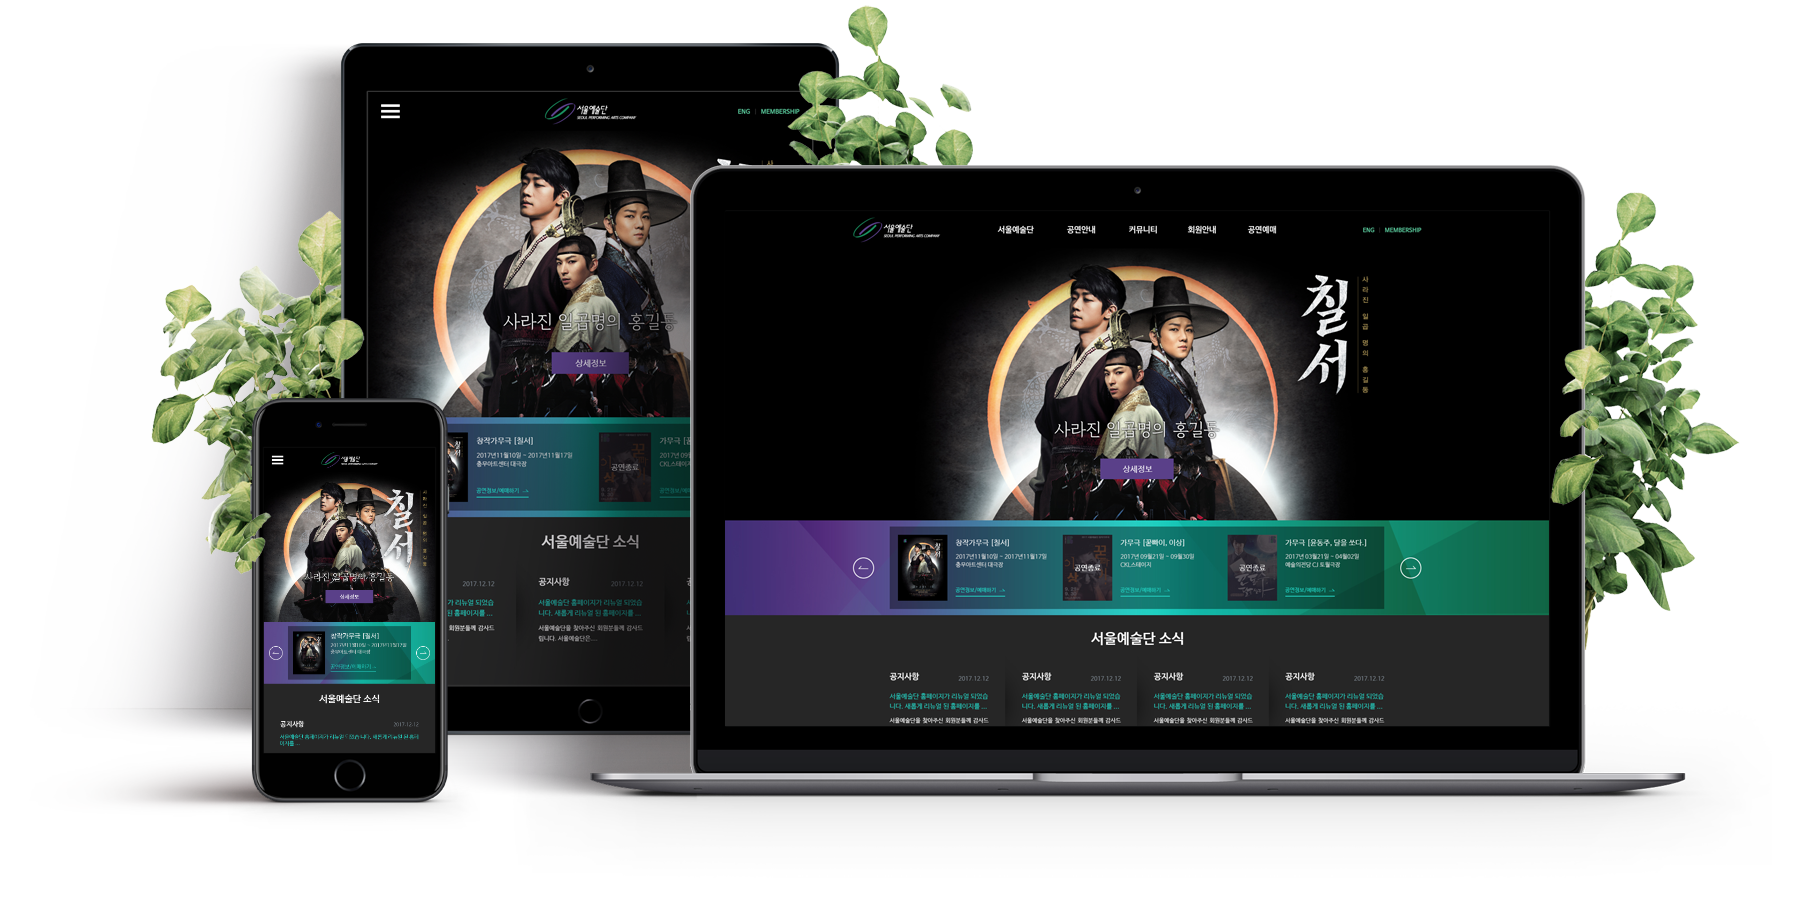 서울예술단
SEOUL PERFORMING ARTS COMPANY
ENG | MEMBERSHIP
사라진 일곱명의 홍길동
상세정보
창작가무극 [칠서]
2017년11월10일 ~ 2017년11월17일
충무아트센터 대극장
공연정보/예매하기
공연종료
가무극 [꿈
2017년 09
CKL스테이지
서울예술단 소식
2017.12.12
가 리뉴얼 되었습
된 홈페이지를 ...
공지사항
2017.12.12
서울예술단 홈페이지가 리뉴얼 되었습
니다. 새롭게 리뉴얼 된 홈페이지를 ...
서울예술단을 찾아주신 회원분들께 감사드
립니다. 서울예술단은....
서울예술단
SEOUL PERFORMING ARTS COMPANY
칠서
사라진 일곱 명의 홍길동
사라진 일곱명의 홍길동
상세정보
창작가무극 [칠서]
2017년11월10일 ~ 2017년11월17일
충무아트센터 대극장
공연정보/예매하기
서울예술단 소식
공지사항
2017.12.12
서울예술단 홈페이지가 리뉴얼 되었습니다. 새롭게 리뉴얼 된 홈페
이지를 ...
서울예술단
SEOUL PERFORMING ARTS COMPANY
서울예술단 공연안내 커뮤니티 회원안내 공연예매
ENG | MEMBERSHIP
칠서
사라진 일곱 명의 홍길동
사라진 일곱명의 홍길동
상세정보
칠서
창작가무극 [칠서]
2017년11월10일 ~ 2017년11월17일
충무아트센터 대극장
공연정보/예매하기
공연종료
가무극 [꾿빠이, 이상]
2017년 09월21일 ~ 09월30일
CKL스테이지
공연정보/예매하기
공연종료
가무극 [윤동주, 달을 쏘다.]
2017년 03월21일 ~ 04월02일
예술의전당 CJ 토월극장
공연정보/예매하기
서울예술단 소식
공지사항
2017.12.12
서울예술단 홈페이지가 리뉴얼 되었습
니다. 새롭게 리뉴얼 된 홈페이지를 ...
서울예술단을 찾아주신 회원분들께 감사드
공지사항
2017.12.12
서울예술단 홈페이지가 리뉴얼 되었습
니다. 새롭게 리뉴얼 된 홈페이지를 ...
서울예술단을 찾아주신 회원분들께 감사드
공지사항
2017.12.12
서울예술단 홈페이지가 리뉴얼 되었습
니다. 새롭게 리뉴얼 된 홈페이지를 ...
서울예술단을 찾아주신 회원분들께 감사드
공지사항
2017.12.12
서울예술단 홈페이지가 리뉴얼 되었습
니다. 새롭게 리뉴얼 된 홈페이지를 ...
서울예술단을 찾아주신 회원분들께 감사드